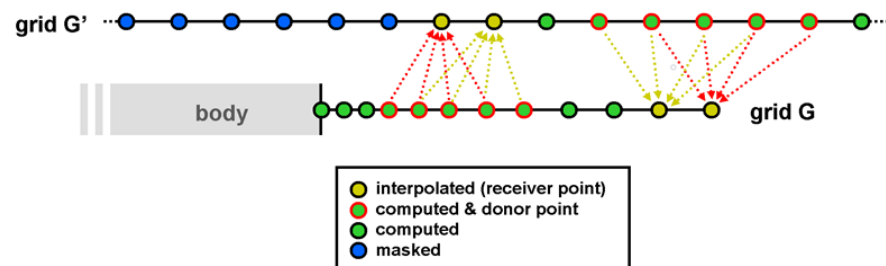 grid G'
body
grid G
interpolated (receiver point)
computed & donor point
computed
masked